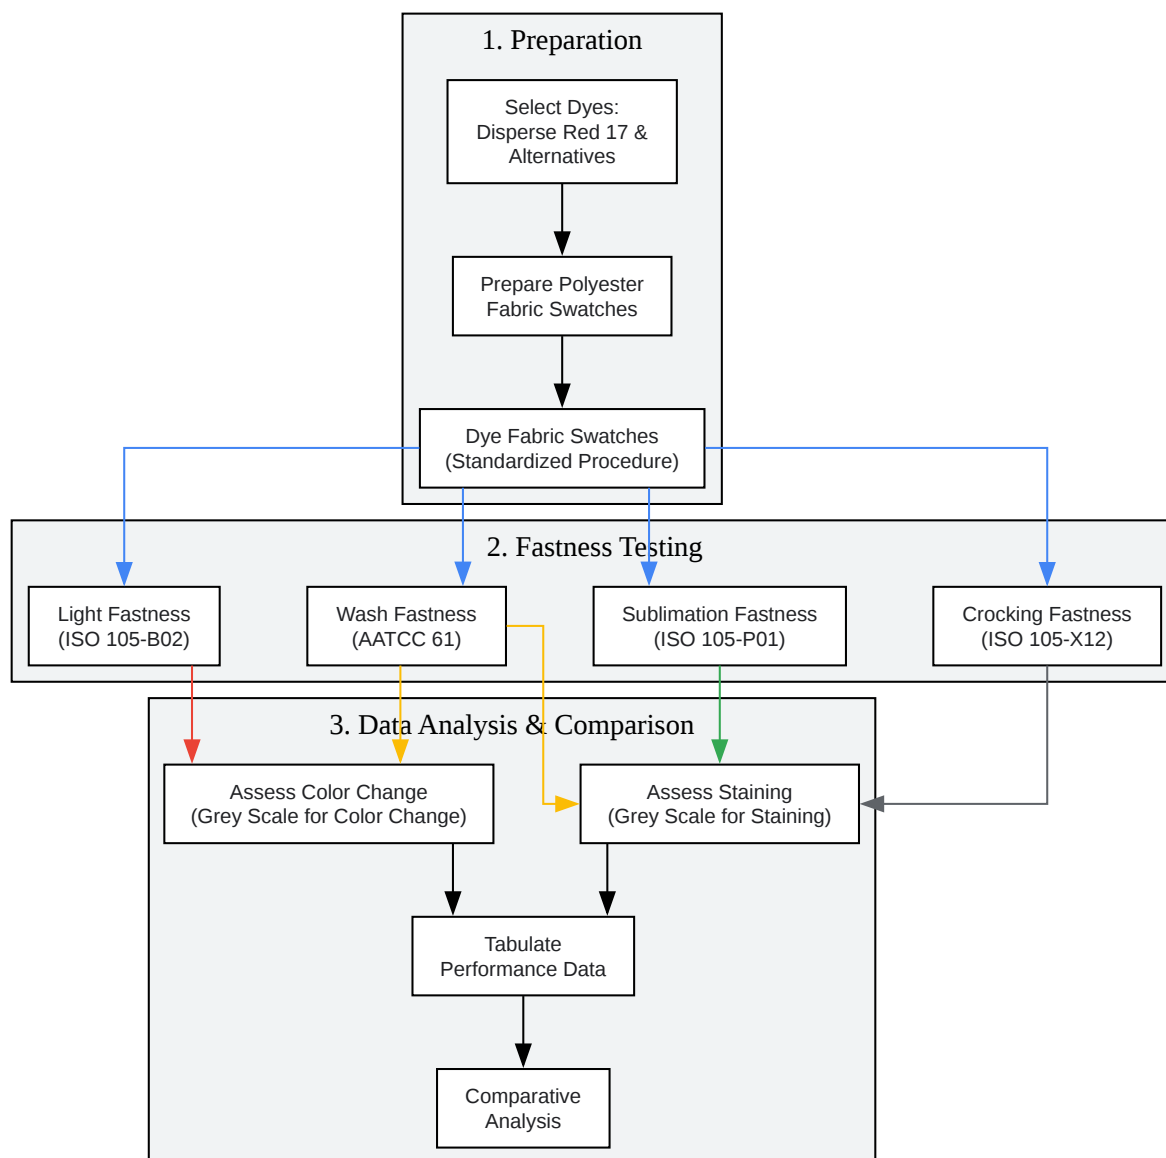 1. Preparation
Select Dyes:
Disperse Red 17 &
Alternatives
Prepare Polyester
Fabric Swatches
Dye Fabric Swatches
(Standardized Procedure)
2. Fastness Testing
Light Fastness
(ISO 105-B02)
Wash Fastness
(AATCC 61)
Sublimation Fastness
(ISO 105-P01)
Crocking Fastness
(ISO 105-X12)
3. Data Analysis & Comparison
Assess Color Change
(Grey Scale for Color Change)
Assess Staining
(Grey Scale for Staining)
Tabulate
Performance Data
Comparative
Analysis